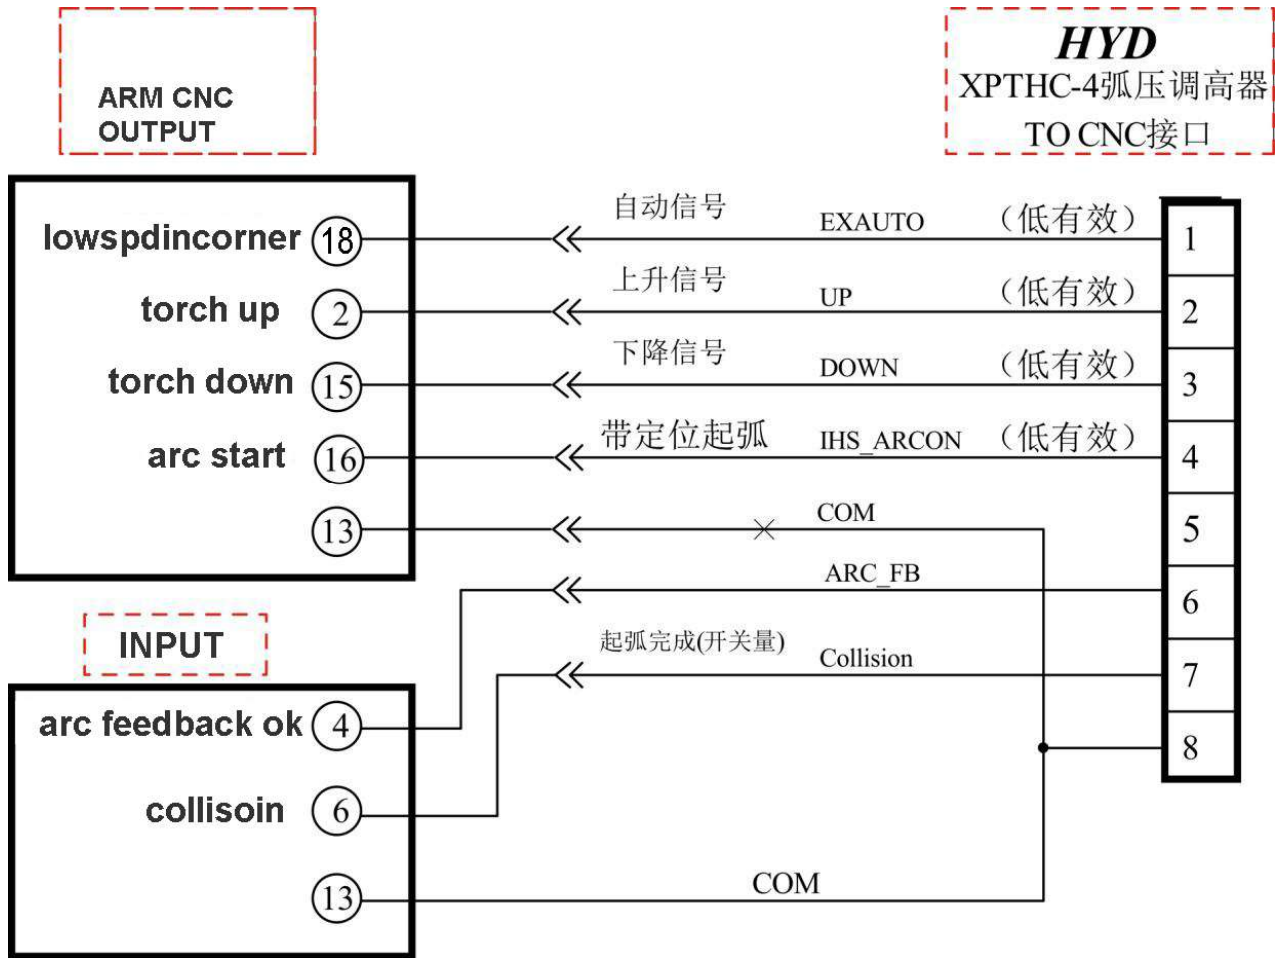 ARM CNC
OUTPUT
HYD
XPTHC-4弧压调高器
TO CNC接口
lowspdincorner 18 自动信号 EXAUTO （低有效） 1
torch up 2 上升信号 UP （低有效） 2
torch down 15 下降信号 DOWN （低有效） 3
arc start 16 带定位起弧 IHS_ARCON （低有效） 4
13 COM 5
ARC_FB 6
INPUT
起弧完成(开关量) Collision 7
arc feedback ok 4
8
collisoin 6
13 COM